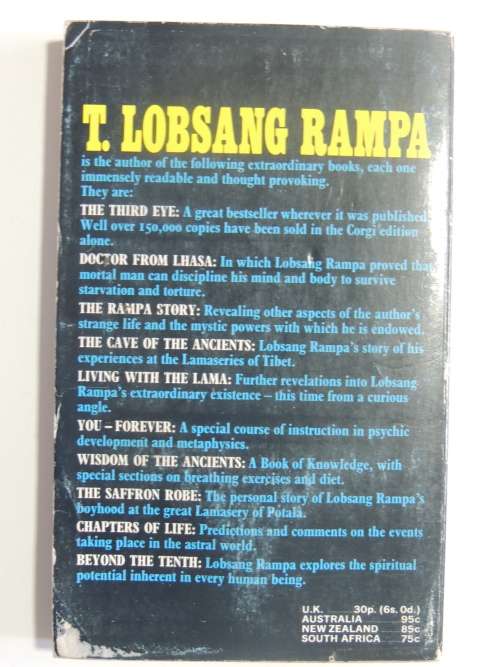 T. LOBSANG RAMPA
is the author of the following extraordinary books, each one
immensely readable and thought provoking.
They are:
THE THIRD EYE: A great bestseller wherever it was published.
Well over 150,000 copies have been sold in the Corgi edition
alone.
DOCTOR FROM LHASA: In which Lobsang Rampa proved that
mortal man can discipline his mind and body to survive
starvation and torture.
THE RAMPA STORY: Revealing other aspects of the author's
strange life and the mystic powers with which he is endowed.
THE CAVE OF THE ANCIENTS: Lobsang Rampa's story of his
experiences at the Lamaseries of Tibet.
LIVING WITH THE LAMA: Further revelations into Lobsang
Rampa's extraordinary existence – this time from a curious
angle.
YOU – FOREVER: A special course of instruction in psychic
development and metaphysics.
WISDOM OF THE ANCIENTS: A Book of Knowledge, with
special sections on breathing exercises and diet.
THE SAFFRON ROBE: The personal story of Lobsang Rampa's
boyhood at the great Lamasery of Potala.
CHAPTERS OF LIFE: Predictions and comments on the events
taking place in the astral world.
BEYOND THE TENTH: Lobsang Rampa explores the spiritual
potential inherent in every human being.
U.K. 30p. (6s. 0d.)
AUSTRALIA 95c
NEW ZEALAND 85c
SOUTH AFRICA 75c